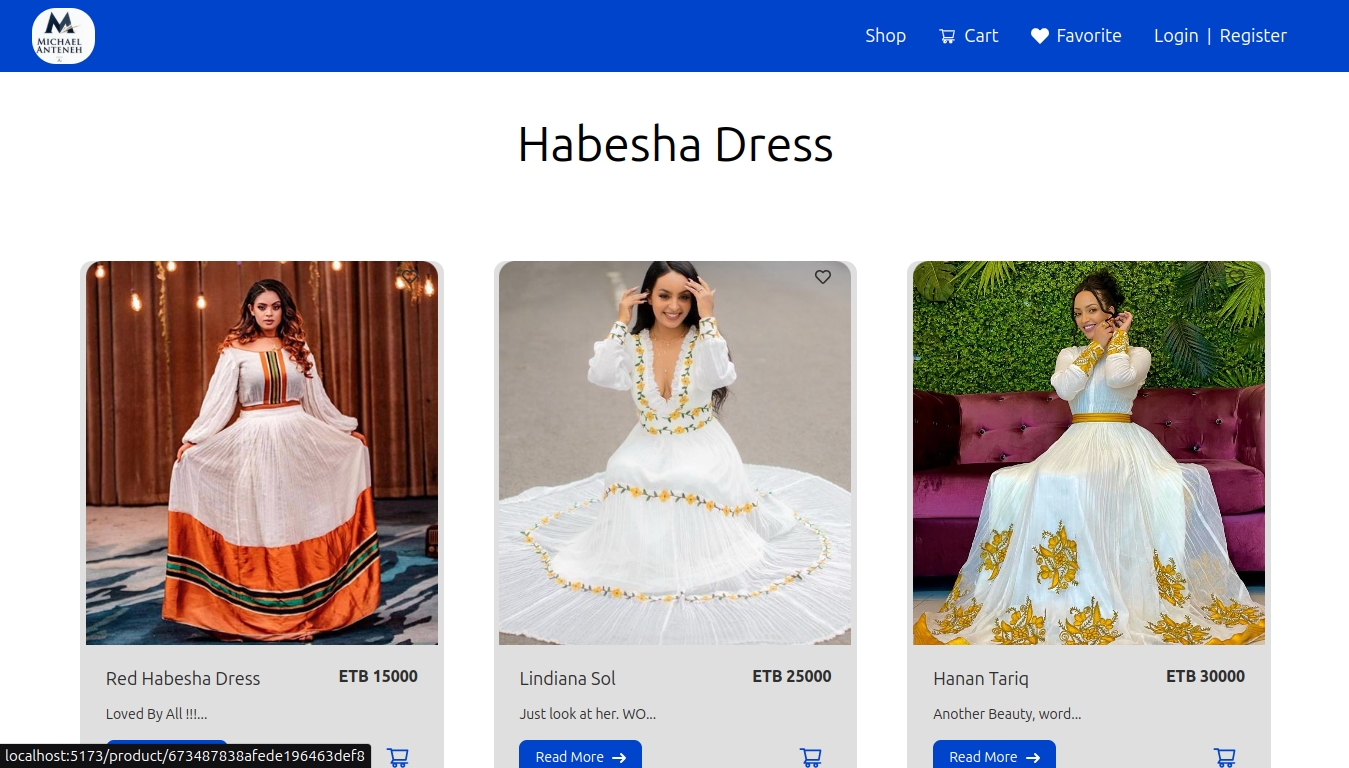 M
MICHAEL
ANTENEH
Shop
Cart
Favorite
Login | Register
Habesha Dress
Red Habesha Dress
ETB 15000
Loved By All !!!...
Lindiana Sol
ETB 25000
Just look at her. WO...
Read More
Hanan Tariq
ETB 30000
Another Beauty, word...
Read More
localhost:5173/product/673487838afede196463def8